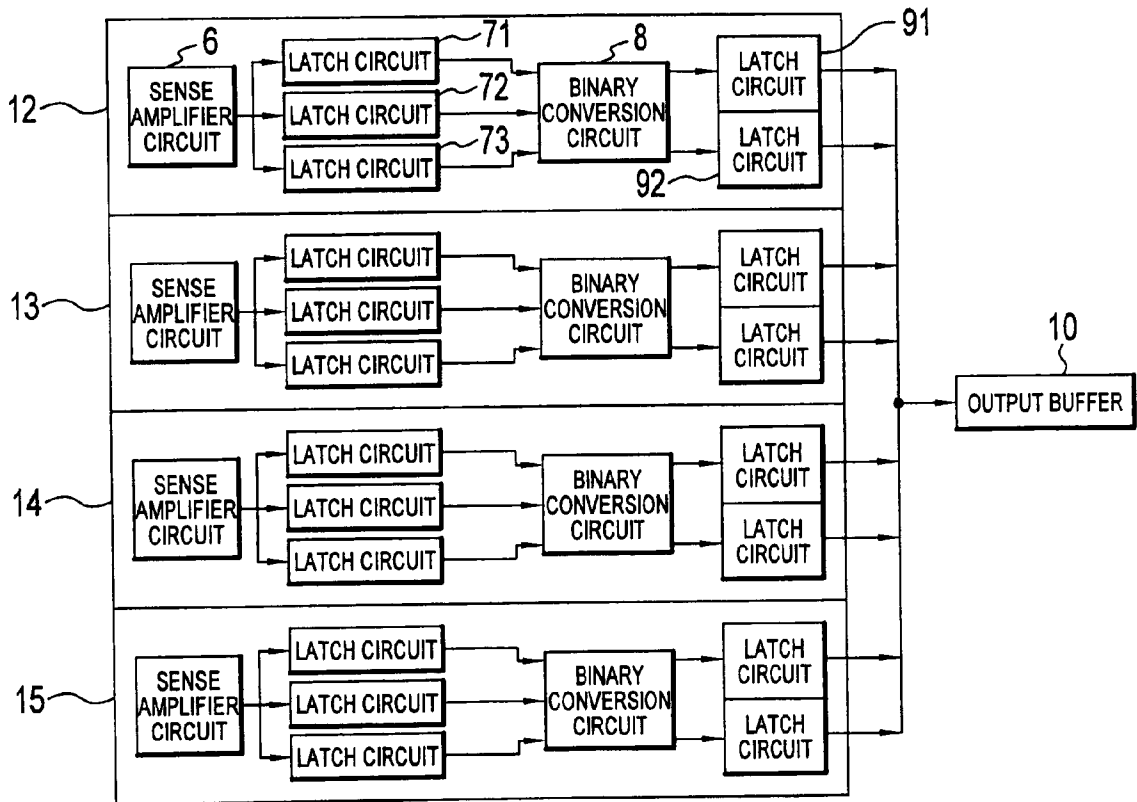 12
6
SENSE
AMPLIFIER
CIRCUIT
71
LATCH CIRCUIT
72
LATCH CIRCUIT
73
LATCH CIRCUIT
8
BINARY
CONVERSION
CIRCUIT
91
LATCH
CIRCUIT
LATCH
CIRCUIT
92
13
SENSE
AMPLIFIER
CIRCUIT
LATCH CIRCUIT
LATCH CIRCUIT
LATCH CIRCUIT
BINARY
CONVERSION
CIRCUIT
LATCH
CIRCUIT
LATCH
CIRCUIT
14
SENSE
AMPLIFIER
CIRCUIT
LATCH CIRCUIT
LATCH CIRCUIT
LATCH CIRCUIT
BINARY
CONVERSION
CIRCUIT
LATCH
CIRCUIT
LATCH
CIRCUIT
15
SENSE
AMPLIFIER
CIRCUIT
LATCH CIRCUIT
LATCH CIRCUIT
LATCH CIRCUIT
BINARY
CONVERSION
CIRCUIT
LATCH
CIRCUIT
LATCH
CIRCUIT
10
OUTPUT BUFFER